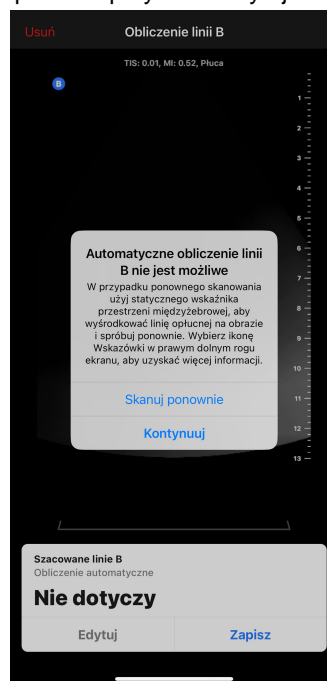 Usuń
Obliczenie linii B
TIS: 0.01, MI: 0.52, Płuca
B
1
2
3
4
5
6
Automatyczne obliczenie linii
B nie jest możliwe
W przypadku ponownego skanowania
użyj statycznego wskaźnika
przestrzeni międzyżebrowej, aby
wyśrodkować linię opłucnej na obrazie
i spróbuj ponownie. Wybierz ikonę
Wskazówki w prawym dolnym rogu
ekranu, aby uzyskać więcej informacji.
7
8
9
10
Skanuj ponownie
11
Kontynuuj
12
13
Szacowane linie B
Obliczenie automatyczne
Nie dotyczy
Edytuj
Zapisz